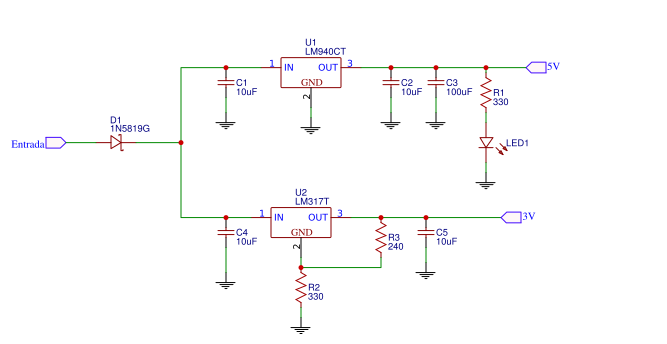 U1
LM940CT
1
IN
OUT
3
GND
2
C1
10uF
C2
10uF
C3
100uF
5V
R1
330
LED1
D1
1N5819G
Entrada
U2
LM317T
1
IN
OUT
3
GND
2
C4
10uF
R3
240
C5
10uF
3V
R2
330